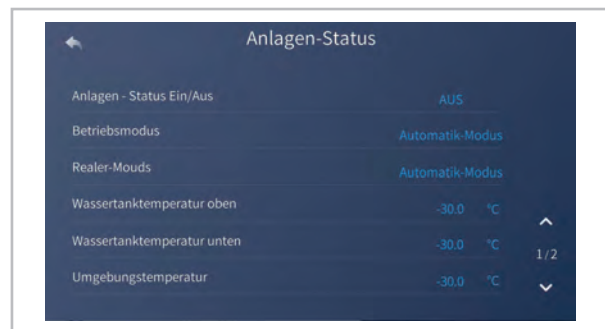 Anlagen-Status
Anlagen - Status Ein/Aus AUS
Betriebsmodus Automatik-Modus
Realer-Mouds Automatik-Modus
Wassertanktemperatur oben -30.0 °C
Wassertanktemperatur unten -30.0 °C
1/2
Umgebungstemperatur -30.0 °C